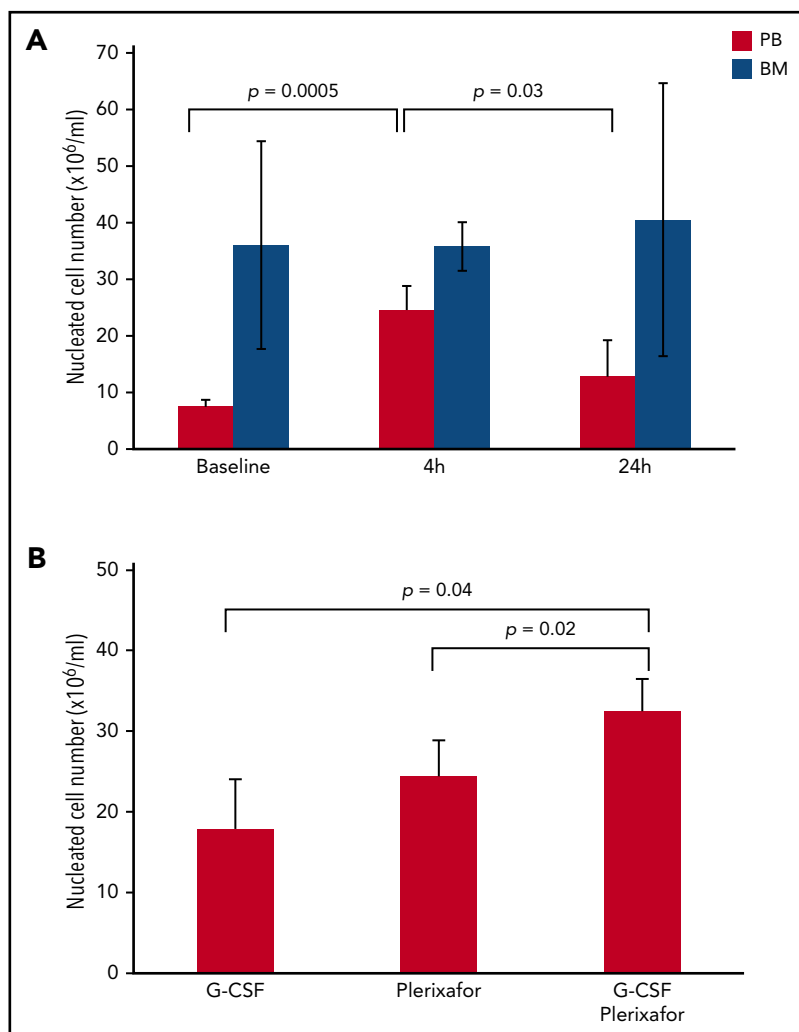 A
PB
BM
Nucleated cell number (x10⁶/ml)
70
60
50
40
30
20
10
0
p = 0.0005
p = 0.03
Baseline
4h
24h
B
Nucleated cell number (x10⁶/ml)
50
40
30
20
10
0
p = 0.04
p = 0.02
G-CSF
Plerixafor
G-CSF
Plerixafor